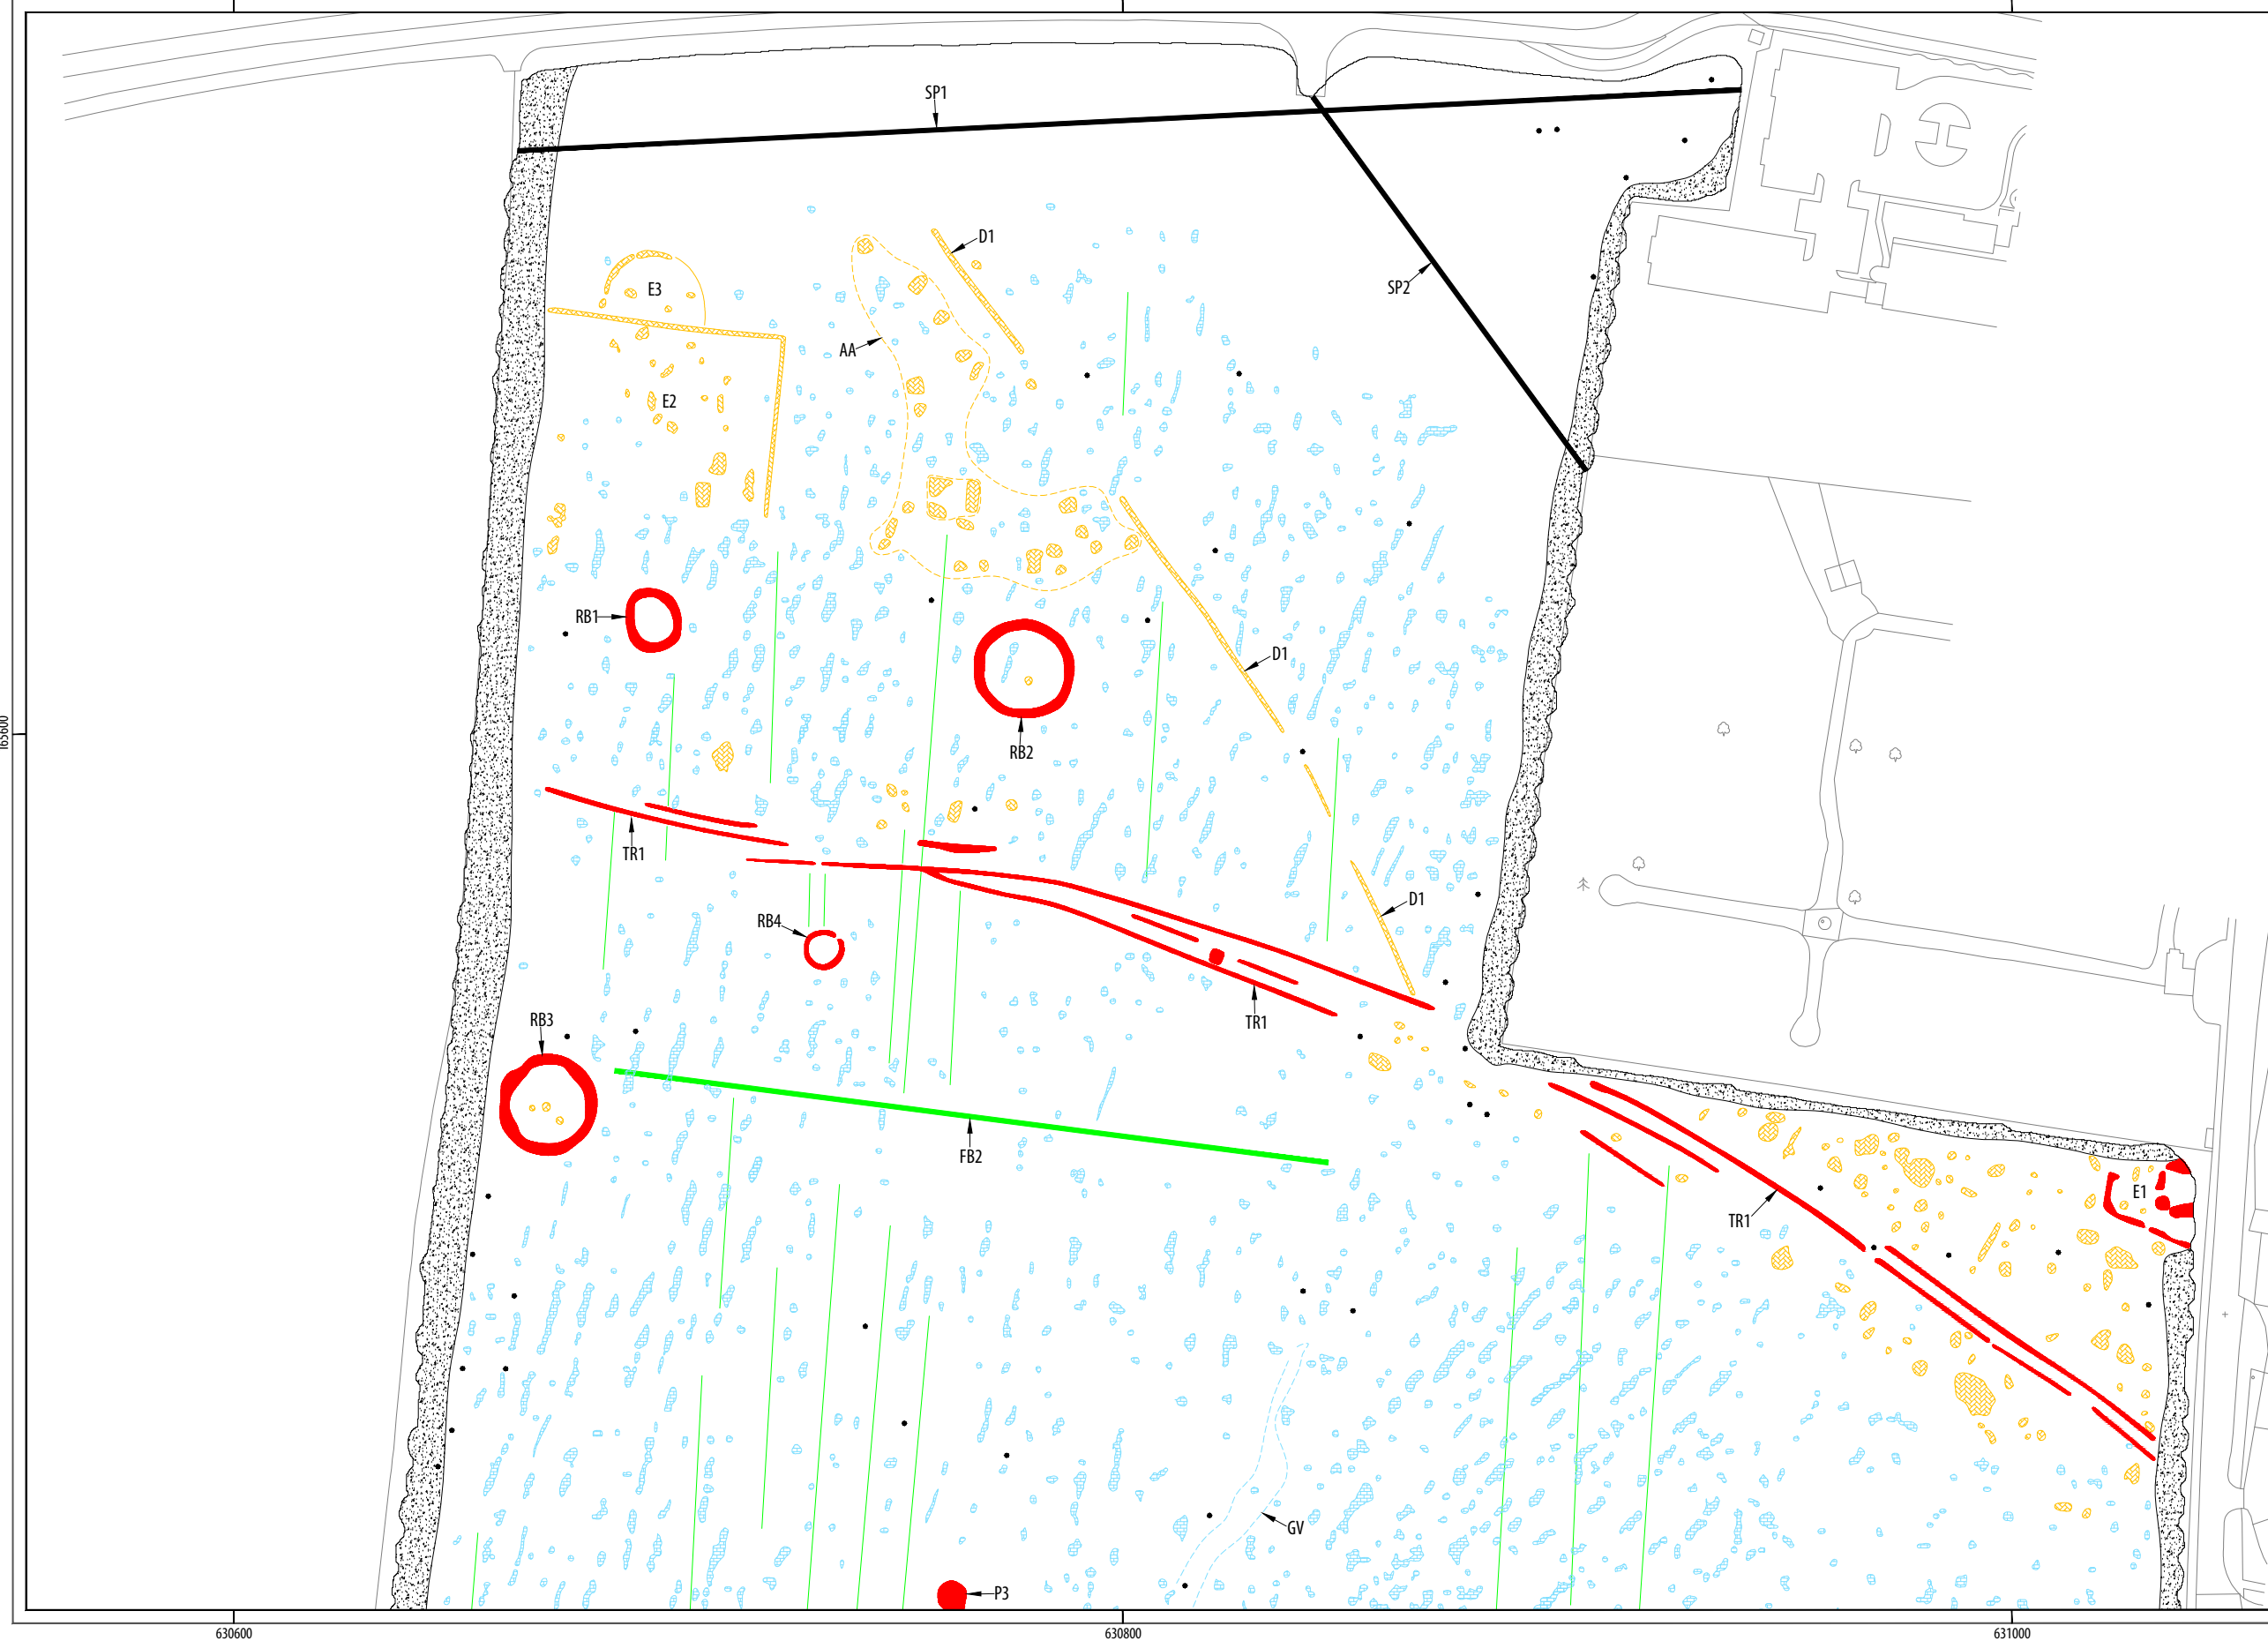 SP1
D1
E3
SP2
AA
E2
RB1
D1
RB2
165600
TR1
D1
RB4
RB3
TR1
FB2
E1
TR1
GV
P3
630600
630800
631000